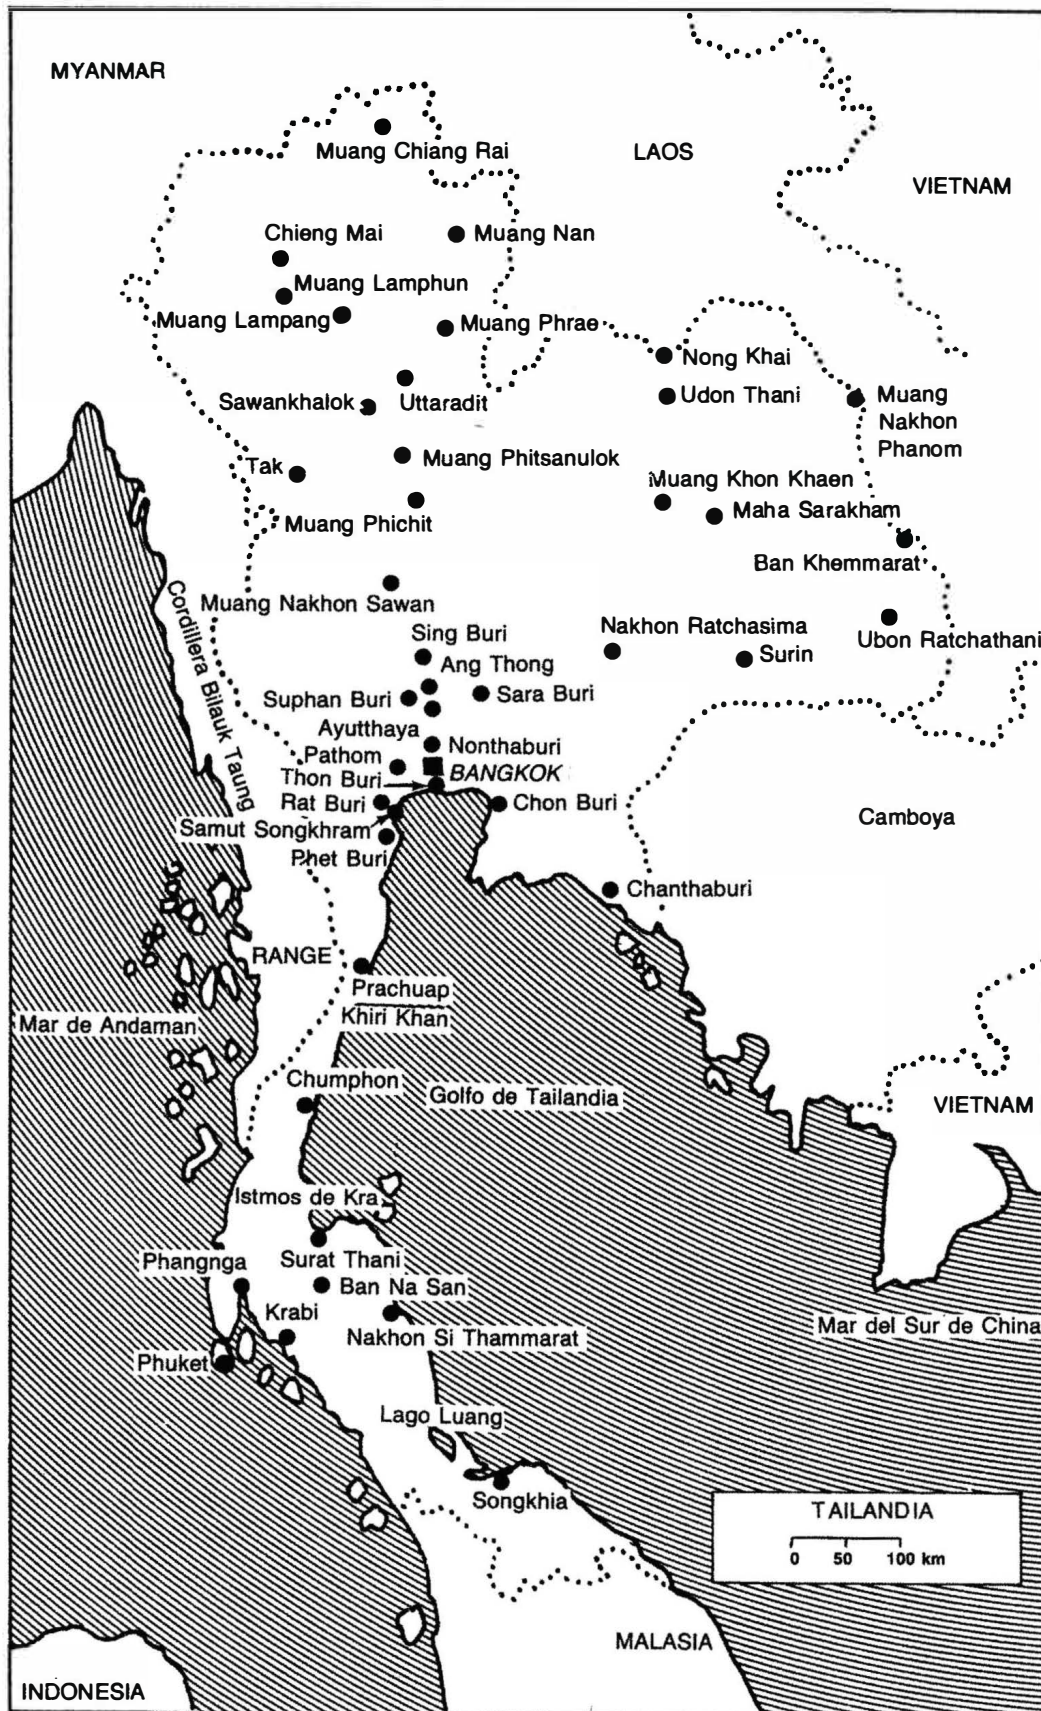 MYANMAR
Muang Chiang Rai
LAOS
VIETNAM
Chieng Mai
Muang Nan
Muang Lamphun
Muang Lampang
Muang Phrae
Nong Khai
Sawankhalok
Uttaradit
Udon Thani
Muang
Nakhon
Phanom
Tak
Muang Phitsanulok
Muang Khon Khaen
Muang Phichit
Maha Sarakham
Ban Khemmarat
Cordillera Bilauk Taung
Muang Nakhon Sawan
Sing Buri
Nakhon Ratchasima
Ubon Ratchathani
Ang Thong
Surin
Suphan Buri
Sara Buri
Ayutthaya
Nonthaburi
Pathom
BANGKOK
Thon Buri
Rat Buri
Chon Buri
Samut Songkhram
Camboya
Phet Buri
Chanthaburi
RANGE
Prachuap
Khiri Khan
Mar de Andaman
Chumphon
Golfo de Tailandia
VIETNAM
Istmos de Kra
Phangnga
Surat Thani
Ban Na San
Krabi
Nakhon Si Thammarat
Mar del Sur de China
Phuket
Lago Luang
Songkhia
TAILANDIA
0 50 100 km
MALASIA
INDONESIA